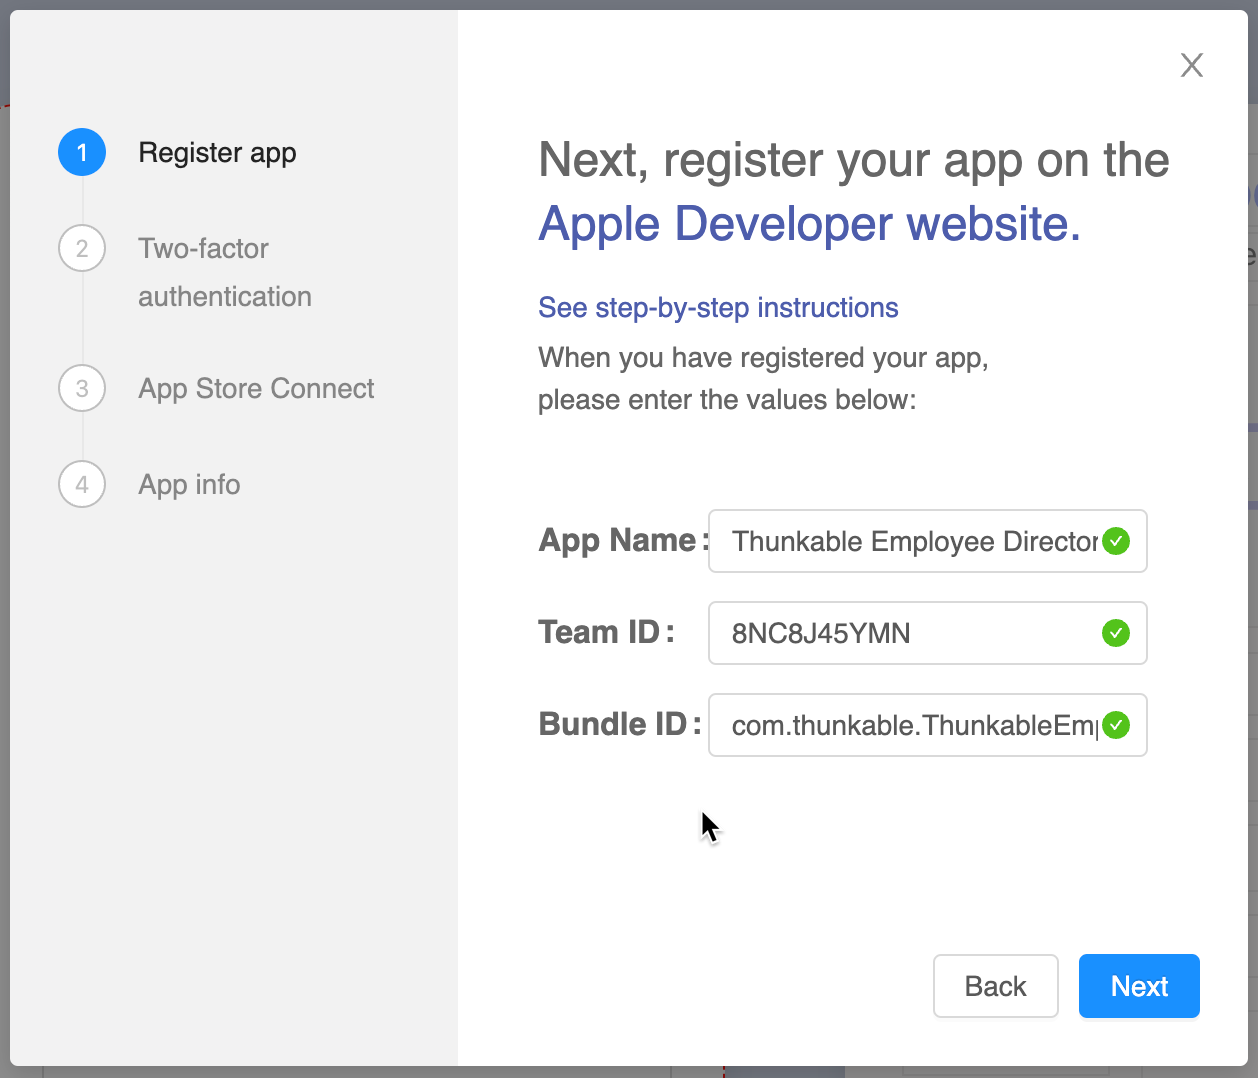 X
1 Register app
2 Two-factor
authentication
3 App Store Connect
4 App info
Next, register your app on the
Apple Developer website.
See step-by-step instructions
When you have registered your app,
please enter the values below:
App Name: Thunkable Employee Director
Team ID: 8NC8J45YMN
Bundle ID: com.thunkable.ThunkableEmp
Back Next